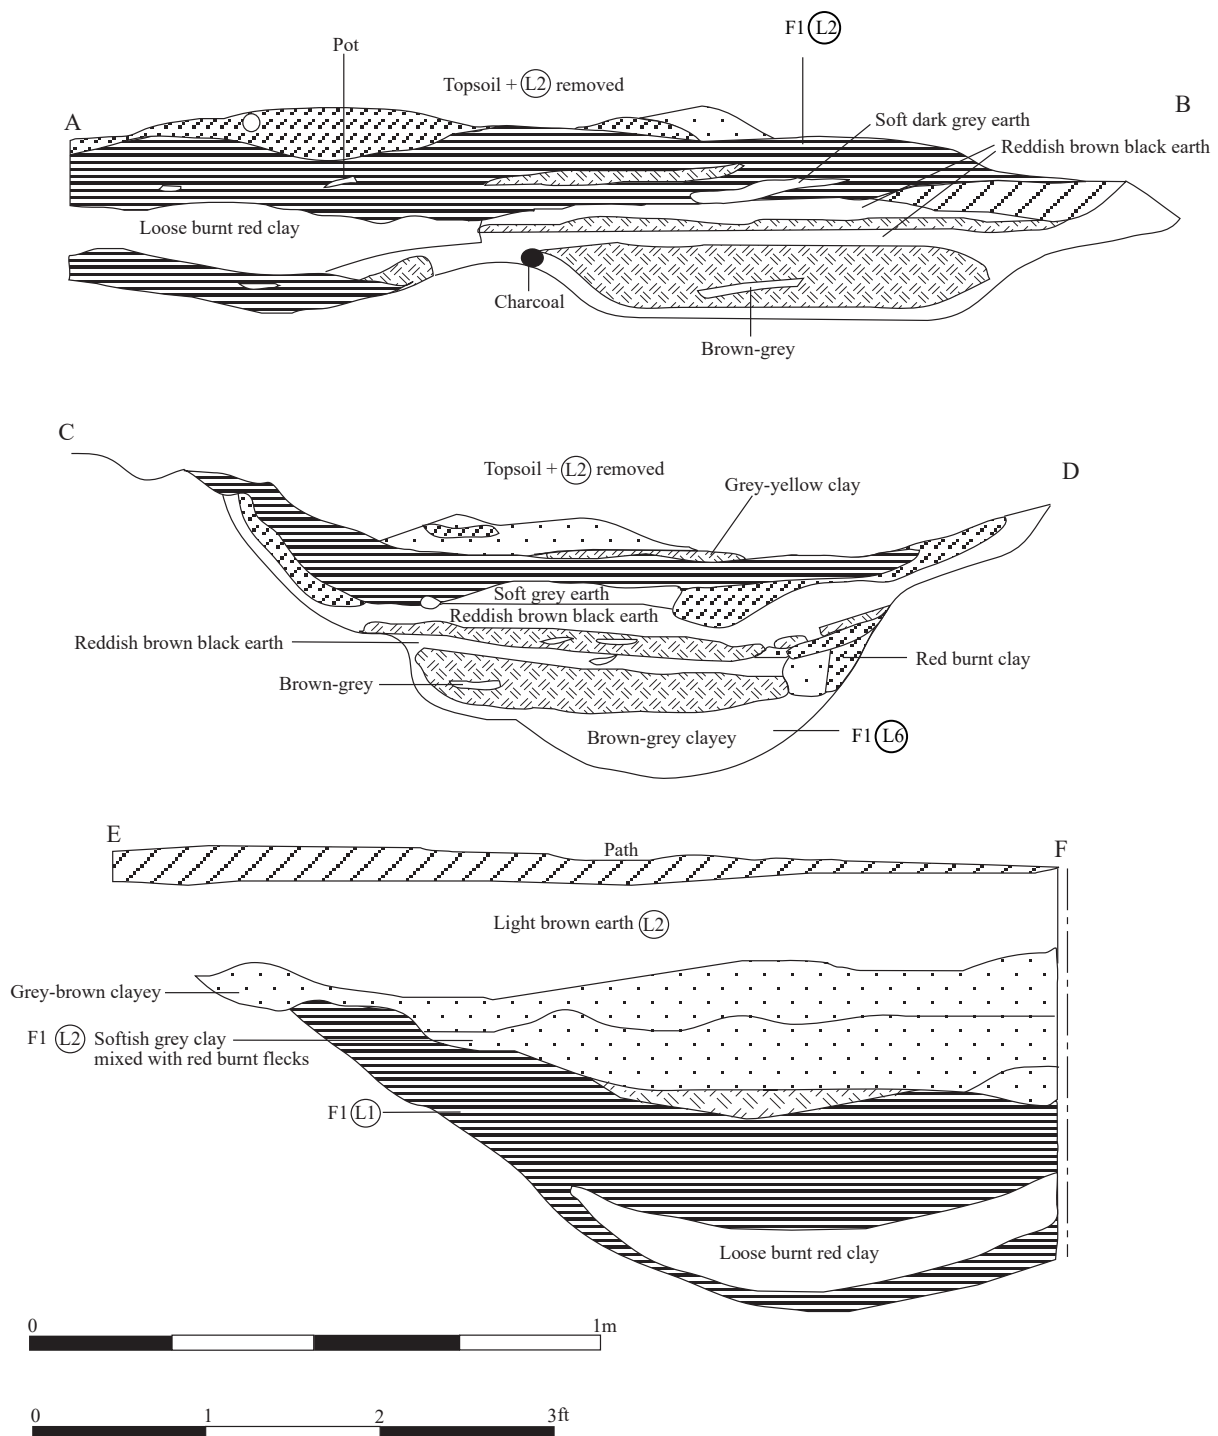 F1 L2
Pot
Topsoil + L2 removed
A
B
Soft dark grey earth
Reddish brown black earth
Loose burnt red clay
Charcoal
Brown-grey
C
Topsoil + L2 removed
D
Grey-yellow clay
Soft grey earth
Reddish brown black earth
Reddish brown black earth
Red burnt clay
Brown-grey
Brown-grey clayey
F1 L6
E
Path
F
Light brown earth L2
Grey-brown clayey
F1 L2 Softish grey clay
mixed with red burnt flecks
F1 L1
Loose burnt red clay
0 1m
0 1 2 3ft